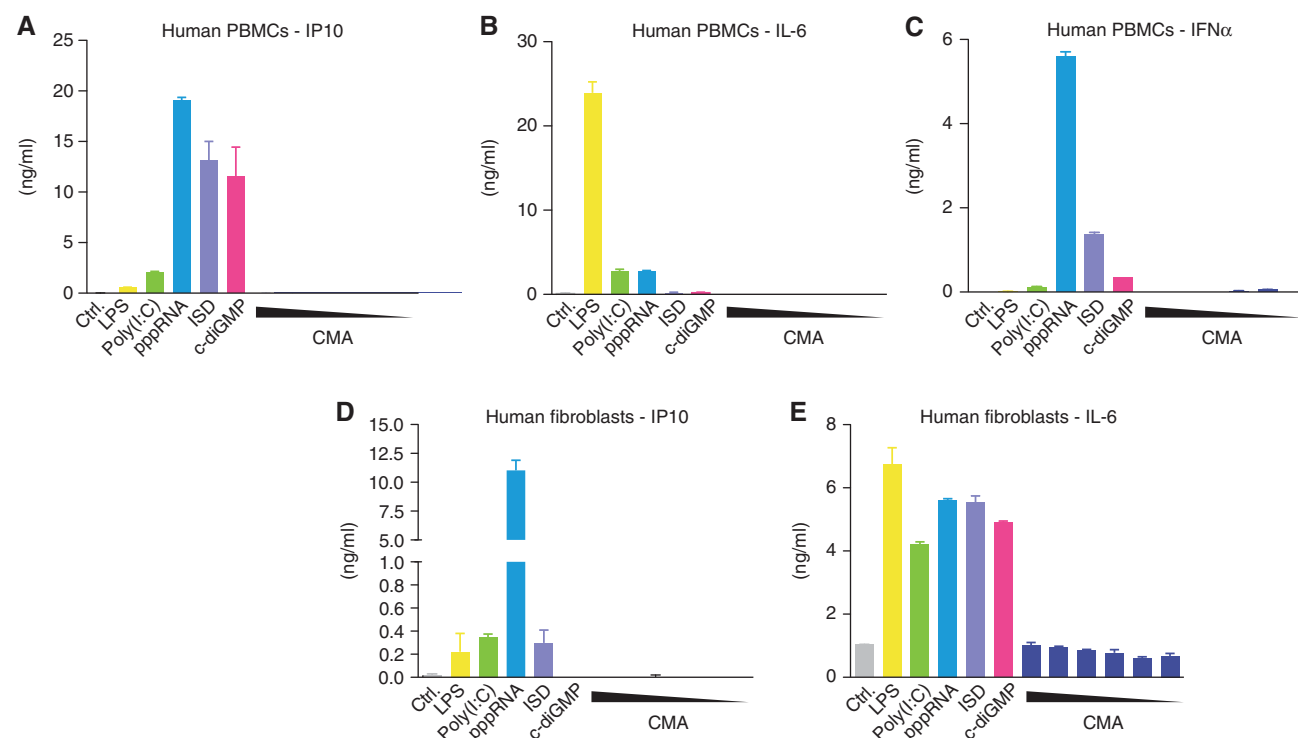 A
Human PBMCs - IP10
(ng/ml)
25
20
15
10
5
0
Ctrl.
LPS
Poly(I:C)
pppRNA
ISD
c-diGMP
CMA
B
Human PBMCs - IL-6
(ng/ml)
30
20
10
0
Ctrl.
LPS
Poly(I:C)
pppRNA
ISD
c-diGMP
CMA
C
Human PBMCs - IFNα
(ng/ml)
6
6
2
0
Ctrl.
LPS
Poly(I:C)
pppRNA
ISD
c-diGMP
CMA
D
Human fibroblasts - IP10
(ng/ml)
15.0
12.5
10.0
7.5
5.0
1.0
0.8
0.6
0.4
0.2
0.0
Ctrl.
LPS
Poly(I:C)
pppRNA
ISD
c-diGMP
CMA
E
Human fibroblasts - IL-6
(ng/ml)
8
6
4
2
0
Ctrl.
LPS
Poly(I:C)
pppRNA
ISD
c-diGMP
CMA